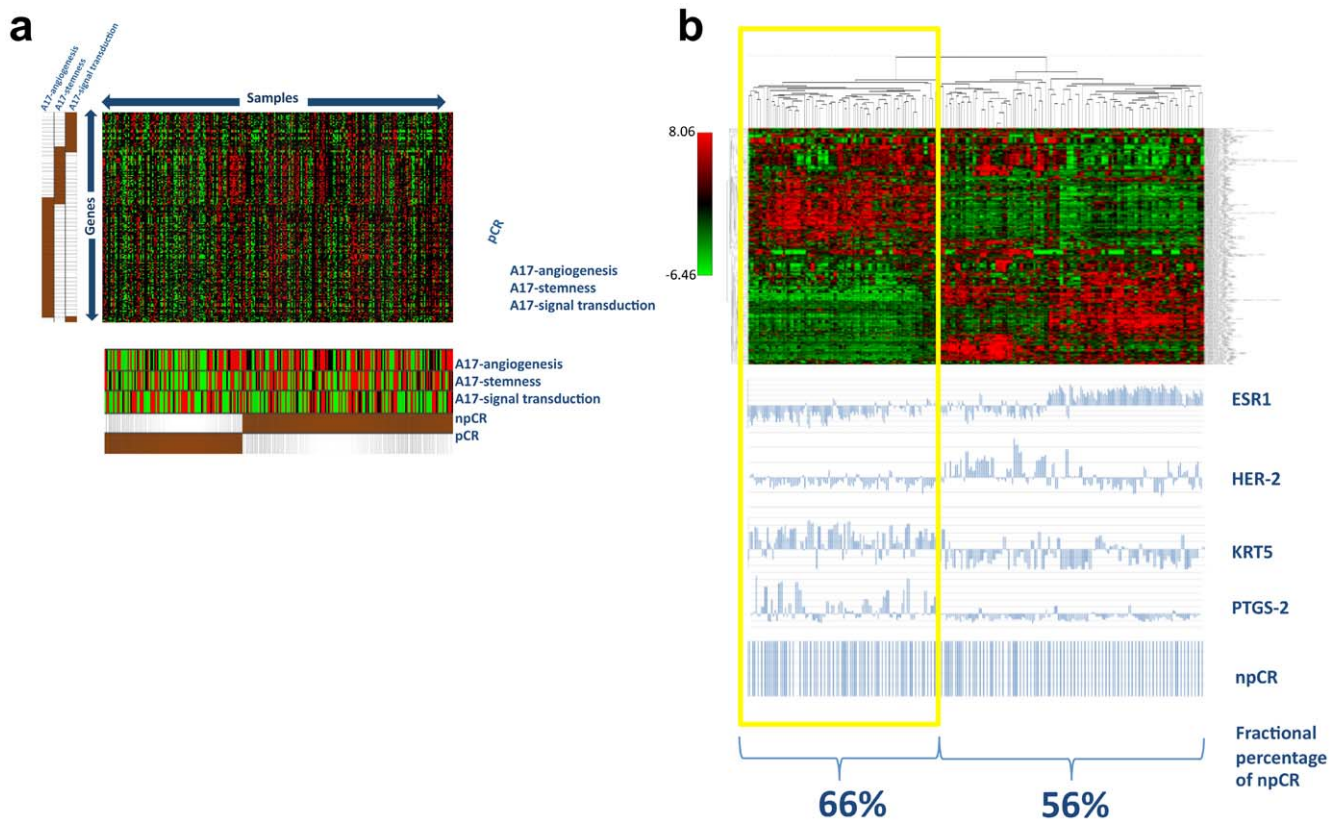 a
A17-angiogenesis
A17-stemness
A17-signal transduction
Samples
Genes
pCR
A17-angiogenesis
A17-stemness
A17-signal transduction
A17-angiogenesis
A17-stemness
A17-signal transduction
npCR
pCR
b
8.06
-6.46
ESR1
HER-2
KRT5
PTGS-2
npCR
Fractional
percentage
of npCR
66%
56%